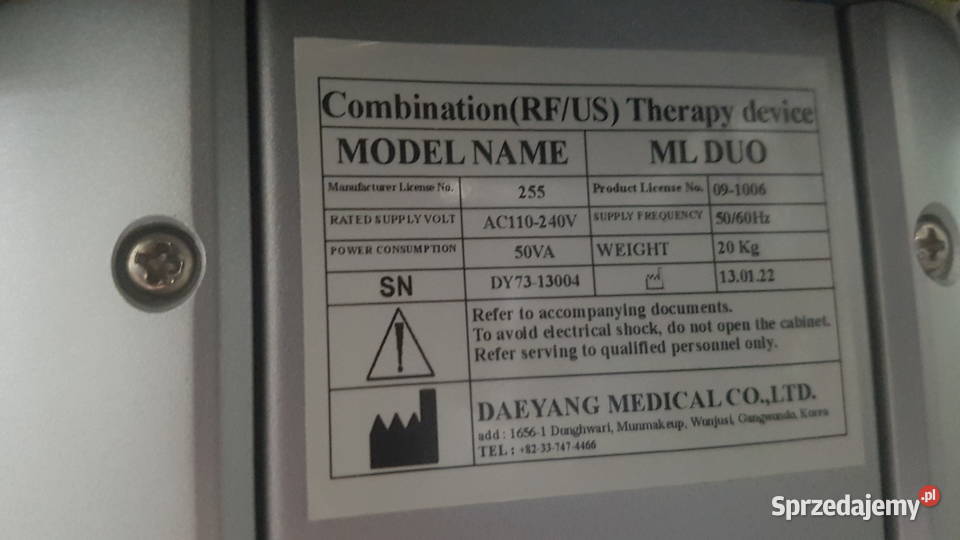 Combination(RF/US) Therapy device
MODEL NAME ML DUO
Manufacturer License No. 255 Product License No. 09-1006
RATED SUPPLY VOLT AC110-240V SUPPLY FREQUENCY 50/60Hz
POWER CONSUMPTION 50VA WEIGHT 20 Kg
SN DY73-13004 13.01.22
Refer to accompanying documents.
To avoid electrical shock, do not open the cabinet.
Refer serving to qualified personnel only.
DAEYANG MEDICAL CO.,LTD.
add : 1656-1 Donghwari, Munmakeup, Wonjusi, Gangwondo, Korea
TEL : +82-33-747-4466
Sprzedajemy.pl